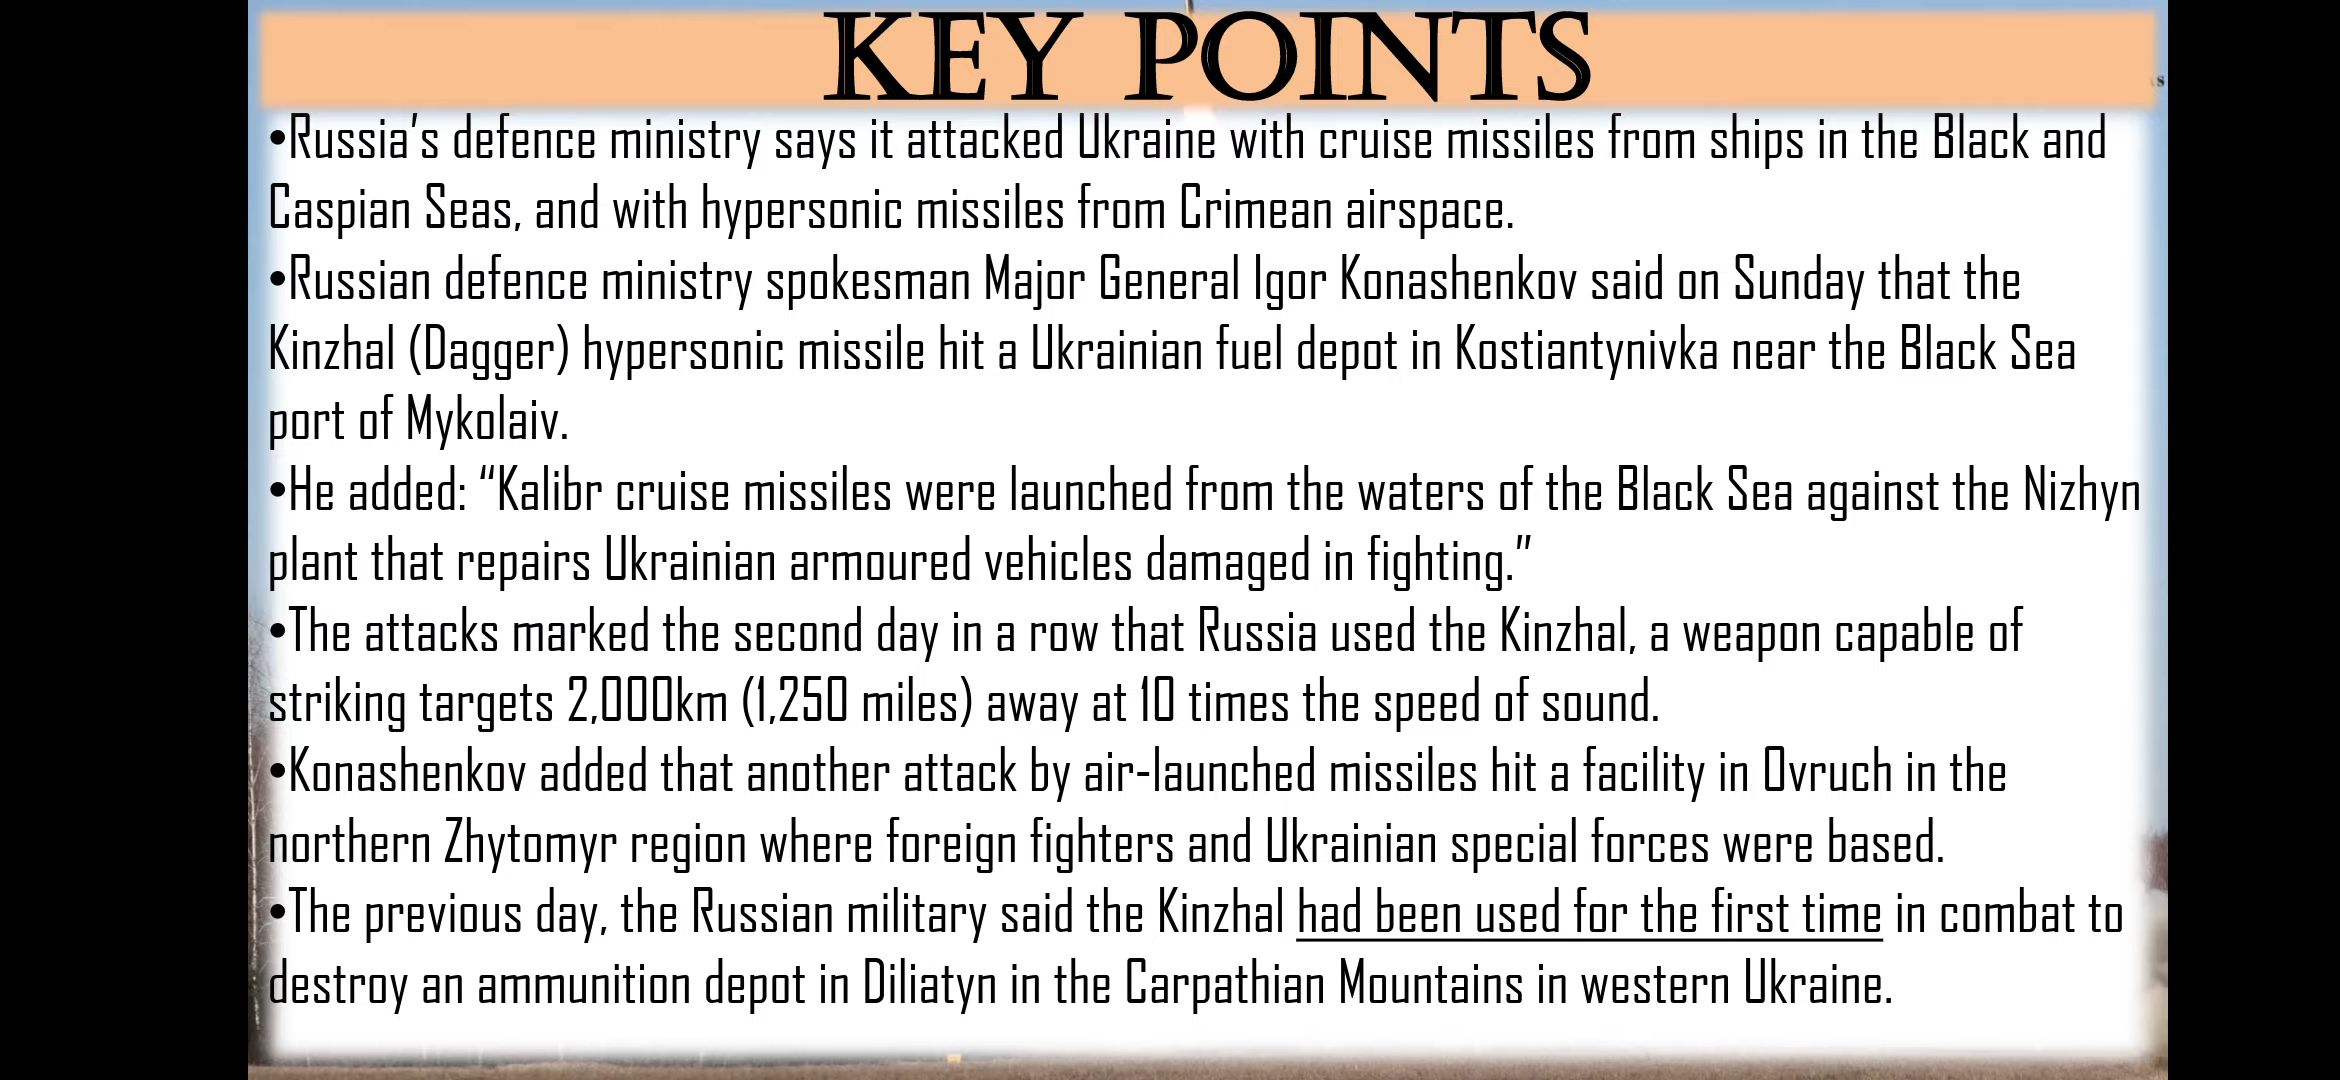 KEY POINTS
•Russia's defence ministry says it attacked Ukraine with cruise missiles from ships in the Black and
Caspian Seas, and with hypersonic missiles from Crimean airspace.
•Russian defence ministry spokesman Major General Igor Konashenkov said on Sunday that the
Kinzhal (Dagger) hypersonic missile hit a Ukrainian fuel depot in Kostiantynivka near the Black Sea
port of Mykolaiv.
•He added: “Kalibr cruise missiles were launched from the waters of the Black Sea against the Nizhyn
plant that repairs Ukrainian armoured vehicles damaged in fighting.”
•The attacks marked the second day in a row that Russia used the Kinzhal, a weapon capable of
striking targets 2,000km (1,250 miles) away at 10 times the speed of sound.
•Konashenkov added that another attack by air-launched missiles hit a facility in Ovruch in the
northern Zhytomyr region where foreign fighters and Ukrainian special forces were based.
•The previous day, the Russian military said the Kinzhal had been used for the first time in combat to
destroy an ammunition depot in Diliatyn in the Carpathian Mountains in western Ukraine.